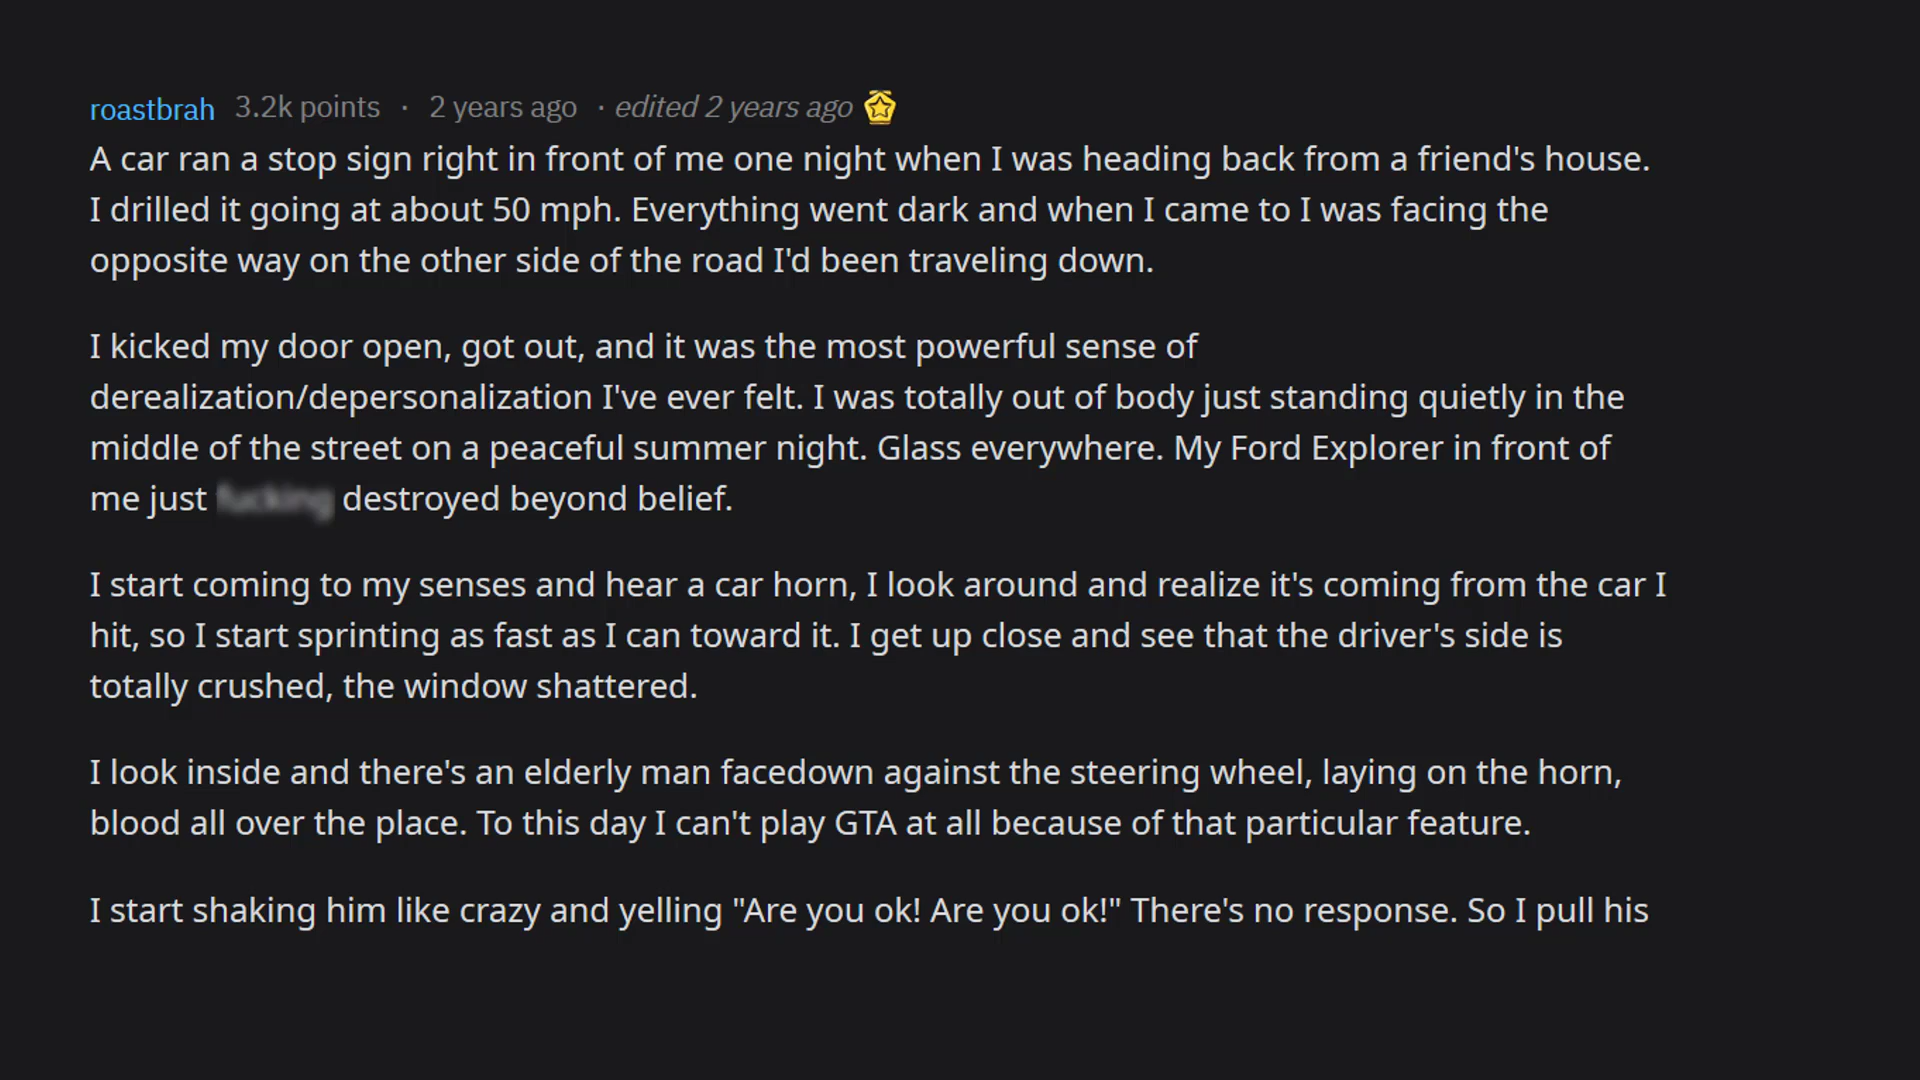 roastbrah 3.2k points · 2 years ago · edited 2 years ago
A car ran a stop sign right in front of me one night when I was heading back from a friend's house.
I drilled it going at about 50 mph. Everything went dark and when I came to I was facing the
opposite way on the other side of the road I'd been traveling down.
I kicked my door open, got out, and it was the most powerful sense of
derealization/depersonalization I've ever felt. I was totally out of body just standing quietly in the
middle of the street on a peaceful summer night. Glass everywhere. My Ford Explorer in front of
me just fucking destroyed beyond belief.
I start coming to my senses and hear a car horn, I look around and realize it's coming from the car I
hit, so I start sprinting as fast as I can toward it. I get up close and see that the driver's side is
totally crushed, the window shattered.
I look inside and there's an elderly man facedown against the steering wheel, laying on the horn,
blood all over the place. To this day I can't play GTA at all because of that particular feature.
I start shaking him like crazy and yelling "Are you ok! Are you ok!" There's no response. So I pull his